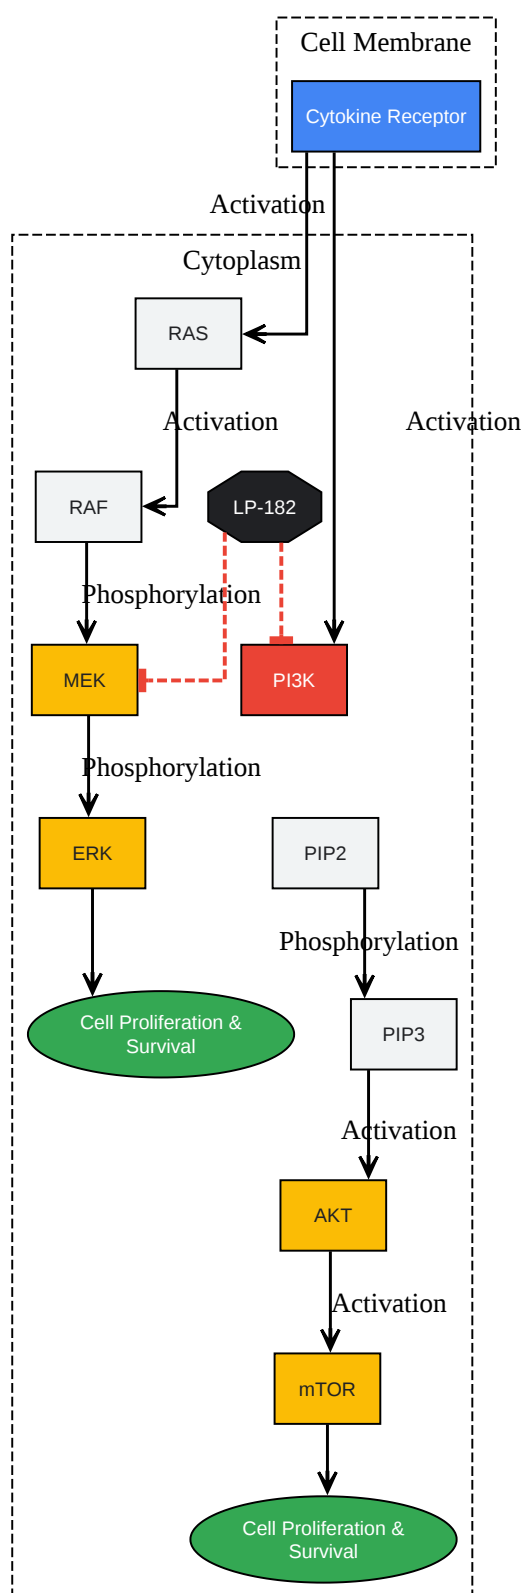 Cell Membrane
Cytokine Receptor
Activation
Cytoplasm
RAS
Activation
Activation
RAF
LP-182
Phosphorylation
MEK
PI3K
Phosphorylation
ERK
PIP2
Phosphorylation
Cell Proliferation &
Survival
PIP3
Activation
AKT
Activation
mTOR
Cell Proliferation &
Survival